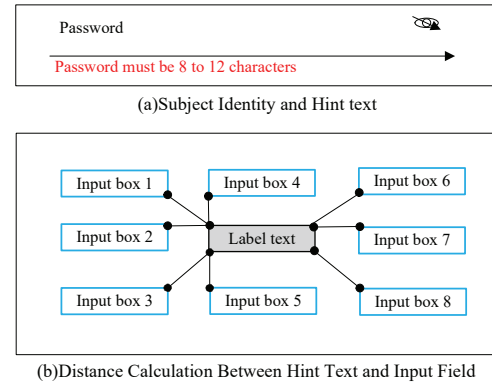 Password
Password must be 8 to 12 characters
(a)Subject Identity and Hint text
Input box 1
Input box 4
Input box 6
Input box 2
Label text
Input box 7
Input box 3
Input box 5
Input box 8
(b)Distance Calculation Between Hint Text and Input Field